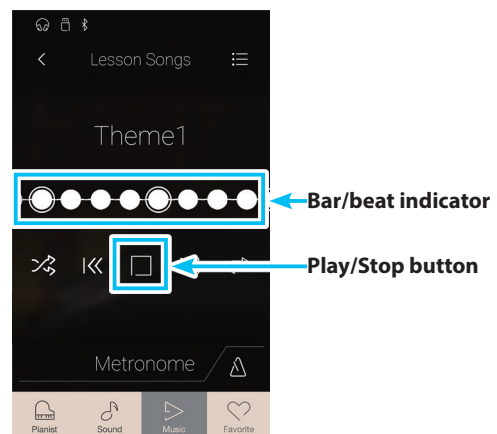 Lesson Songs
Theme1
Bar/beat indicator
Play/Stop button
Metronome
Pianist Sound Music Favorite